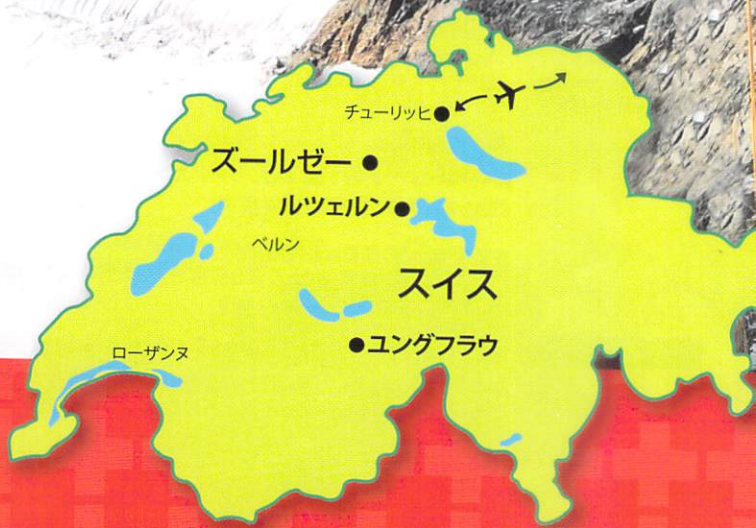 チューリッヒ
ズールゼー
ルツェルン
ベルン
スイス
ユングフラウ
ローザンヌ